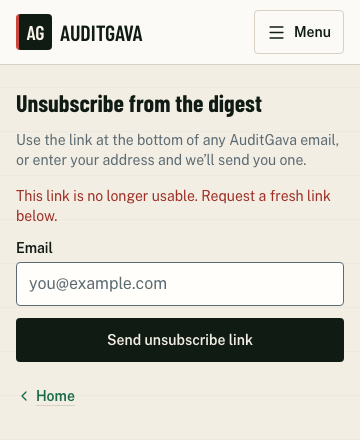 AG AUDITGAVA
Menu
Unsubscribe from the digest
Use the link at the bottom of any AuditGava email,
or enter your address and we’ll send you one.
This link is no longer usable. Request a fresh link
below.
Email
you@example.com
Send unsubscribe link
Home